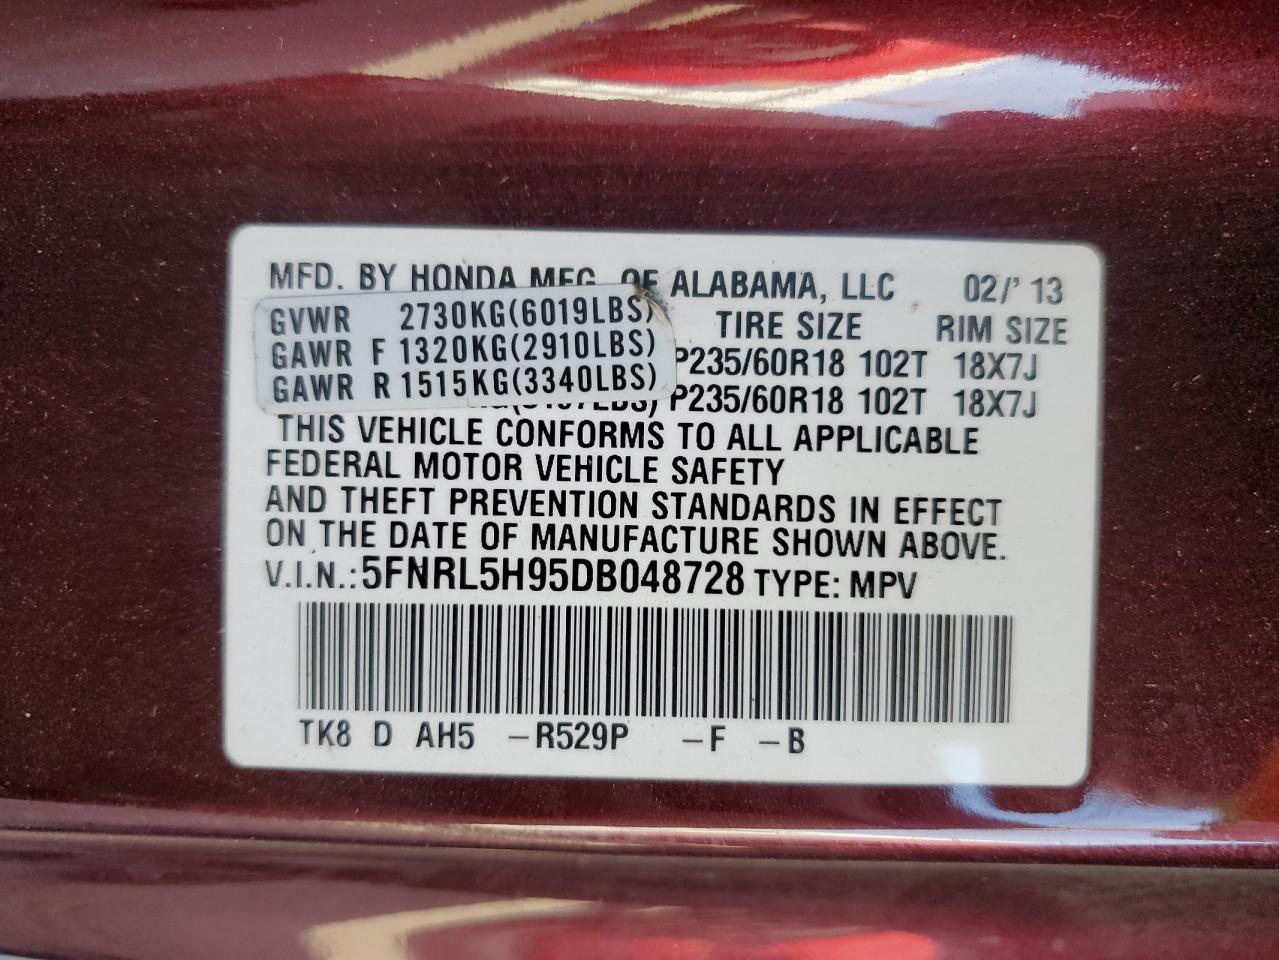 MFD. BY HONDA MFG. OF ALABAMA, LLC 02/' 13
GVWR 2730KG(6019LBS) TIRE SIZE RIM SIZE
GAWR F 1320KG(2910LBS) P235/60R18 102T 18X7J
GAWR R 1515KG(3340LBS) P235/60R18 102T 18X7J
THIS VEHICLE CONFORMS TO ALL APPLICABLE
FEDERAL MOTOR VEHICLE SAFETY
AND THEFT PREVENTION STANDARDS IN EFFECT
ON THE DATE OF MANUFACTURE SHOWN ABOVE.
V.I.N.: 5FNRL5H95DB048728 TYPE: MPV
TK8 D AH5 –R529P –F –B